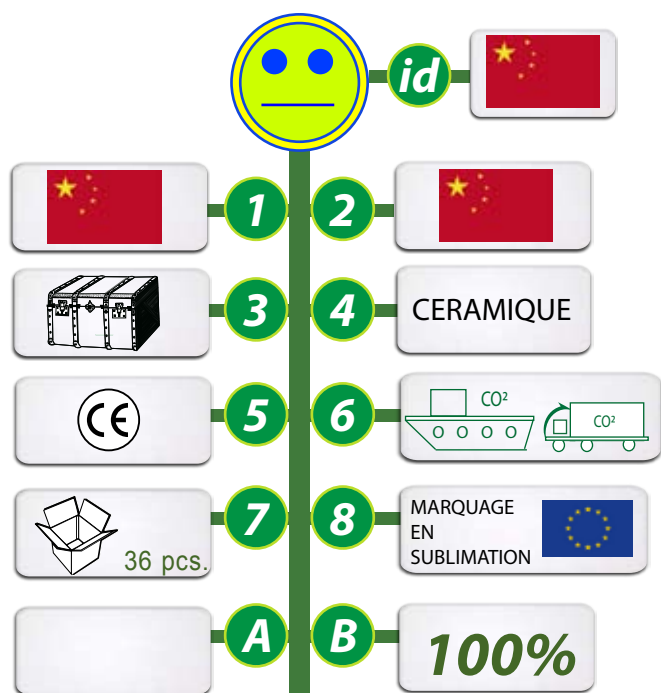 id
1
2
3
4
CERAMIQUE
5
CE
6
CO²
CO²
7
36 pcs.
8
MARQUAGE
EN
SUBLIMATION
A
B
100%